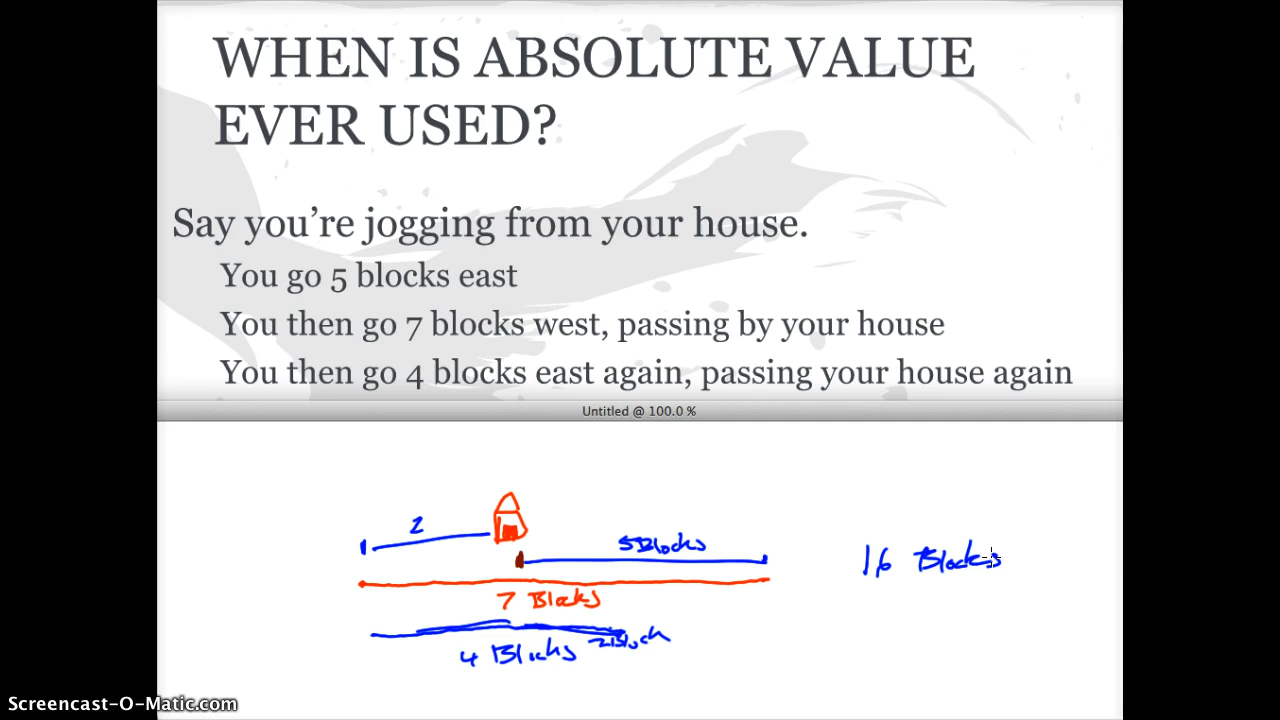 WHEN IS ABSOLUTE VALUE
EVER USED?
Say you’re jogging from your house.
You go 5 blocks east
You then go 7 blocks west, passing by your house
You then go 4 blocks east again, passing your house again
Untitled @ 100.0 %
2
5Blocks
16 Blocks
7 Blocks
4 Blocks 2Block
Screencast-O-Matic.com